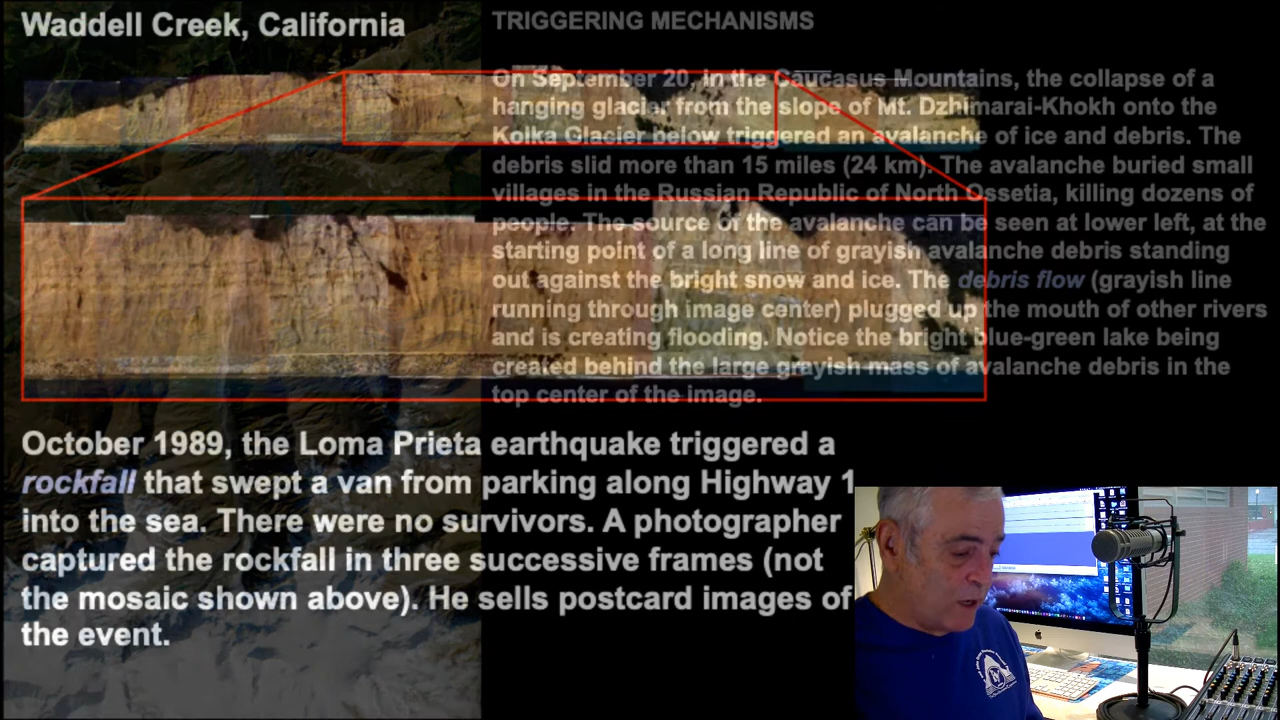 Waddell Creek, California
October 1989, the Loma Prieta earthquake triggered a
rockfall that swept a van from parking along Highway 1
into the sea. There were no survivors. A photographer
captured the rockfall in three successive frames (not
the mosaic shown above). He sells postcard images of
the event.
TRIGGERING MECHANISMS
On September 20, in the Caucasus Mountains, the collapse of a
hanging glacier from the slope of Mt. Dzhimarai-Khokh onto the
Kolka Glacier below triggered an avalanche of ice and debris. The
debris slid more than 15 miles (24 km). The avalanche buried small
villages in the Russian Republic of North Ossetia, killing dozens of
people. The source of the avalanche can be seen at lower left, at the
starting point of a long line of grayish avalanche debris standing
out against the bright snow and ice. The debris flow (grayish line
running through image center) plugged up the mouth of other rivers
and is creating flooding. Notice the bright blue-green lake being
created behind the large grayish mass of avalanche debris in the
top center of the image.